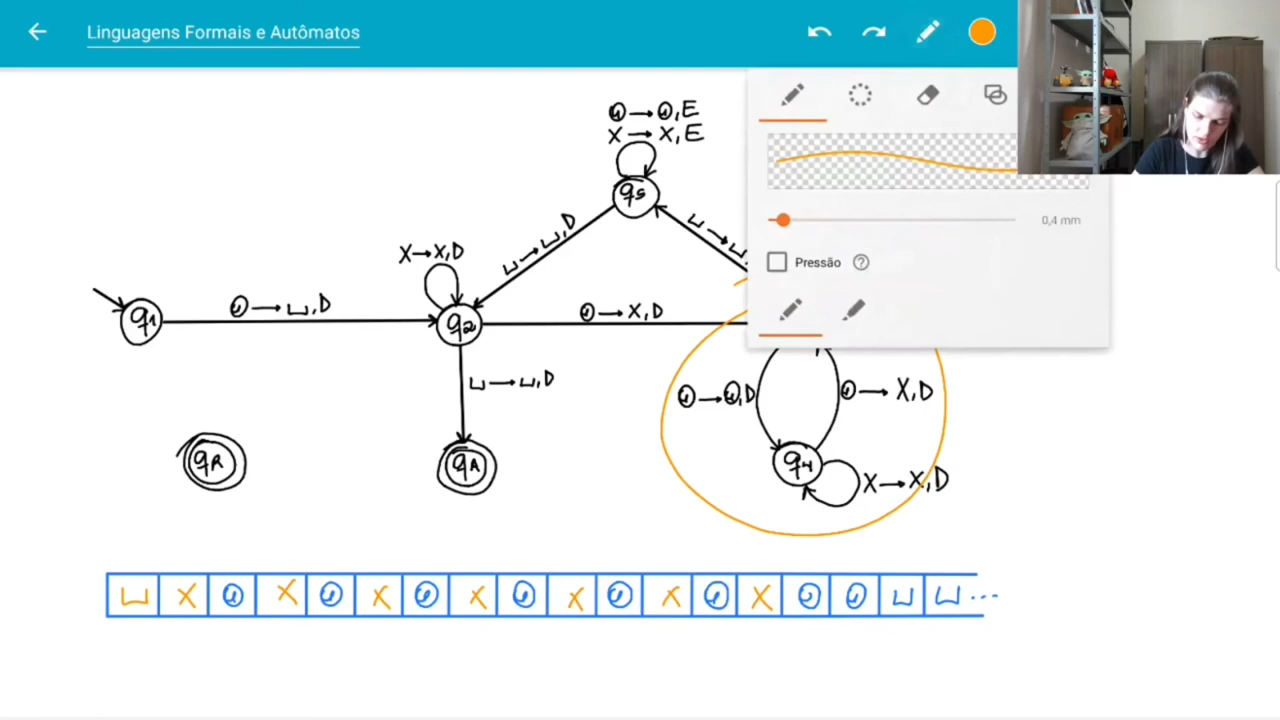 Linguagens Formais e Autômatos
0 → 0, E
x → x, E
0,4 mm
Pressão
q5
⊔ → ⊔, D
⊔ → ⊔,
x → x, D
q1
0 → ⊔, D
q2
0 → x, D
⊔ → ⊔, D
0 → 0, D
0 → x, D
qR
qA
q4
x → x, D
⊔ x 0 x 0 x 0 x 0 x 0 x 0 x 0 0 ⊔ ⊔ ...